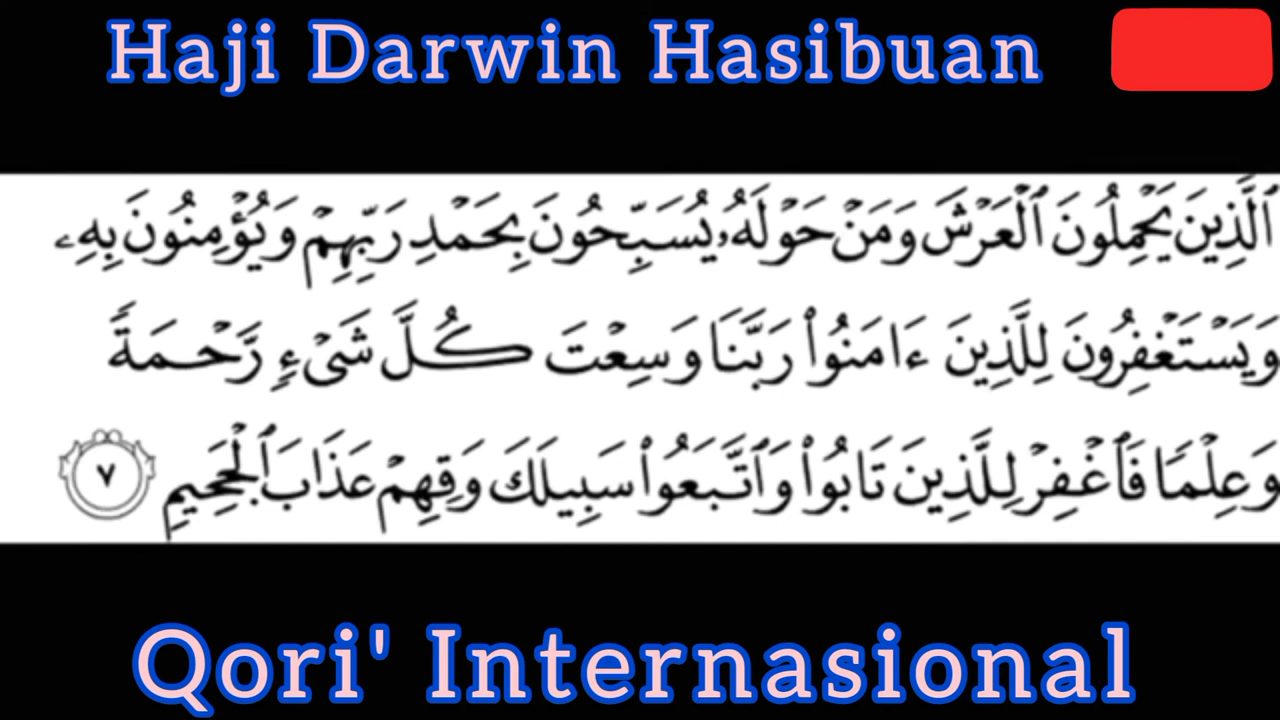 Haji Darwin Hasibuan
ٱلَّذِينَ يَحْمِلُونَ ٱلْعَرْشَ وَمَنْ حَوْلَهُۥ يُسَبِّحُونَ بِحَمْدِ رَبِّهِمْ وَيُؤْمِنُونَ بِهِۦ
وَيَسْتَغْفِرُونَ لِلَّذِينَ ءَامَنُوا۟ رَبَّنَا وَسِعْتَ كُلَّ شَىْءٍ رَّحْمَةً
وَعِلْمًا فَٱغْفِرْ لِلَّذِينَ تَابُوا۟ وَٱتَّبَعُوا۟ سَبِيلَكَ وَقِهِمْ عَذَابَ ٱلْجَحِيمِ ٧
Qori' Internasional